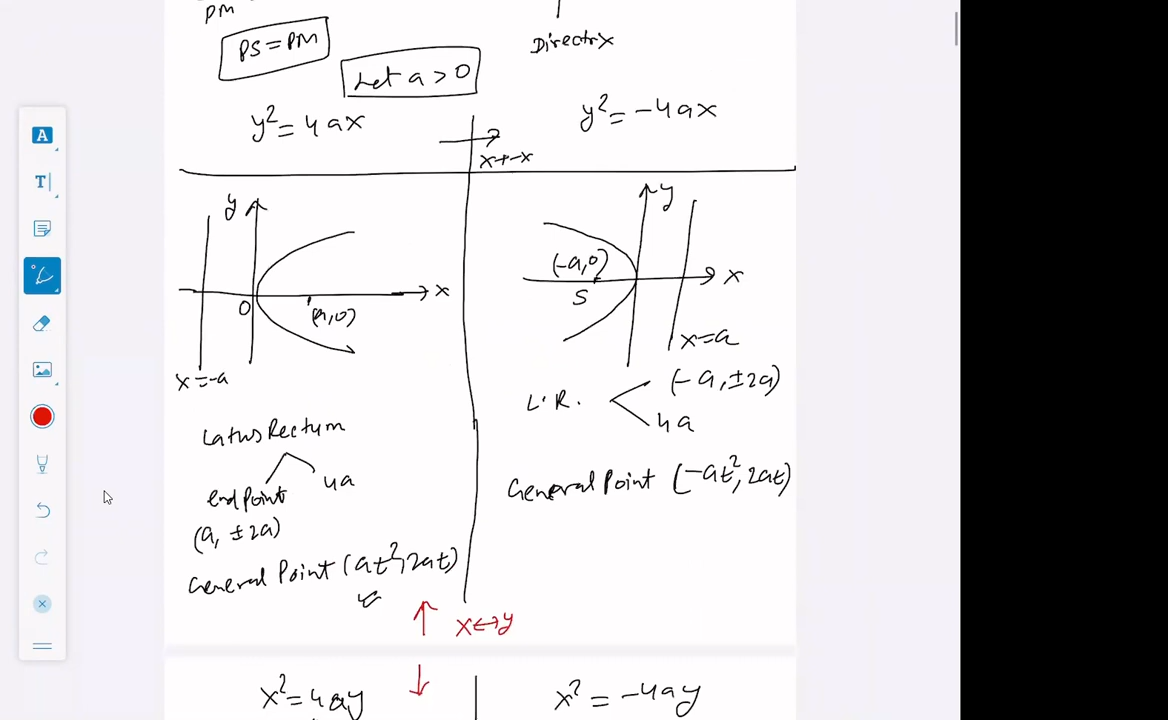 PM
PS = PM
Directrix
Let a > 0
y² = 4ax
y² = -4ax
x→-x
y
x
O
(a,0)
x = -a
y
x
(-a,0)
S
x = a
Latus Rectum
end point
4a
(a, ±2a)
General Point (at², 2at)
L.R.
(-a, ±2a)
4a
General Point (-at², 2at)
x↔y
x² = 4ay
x² = -4ay